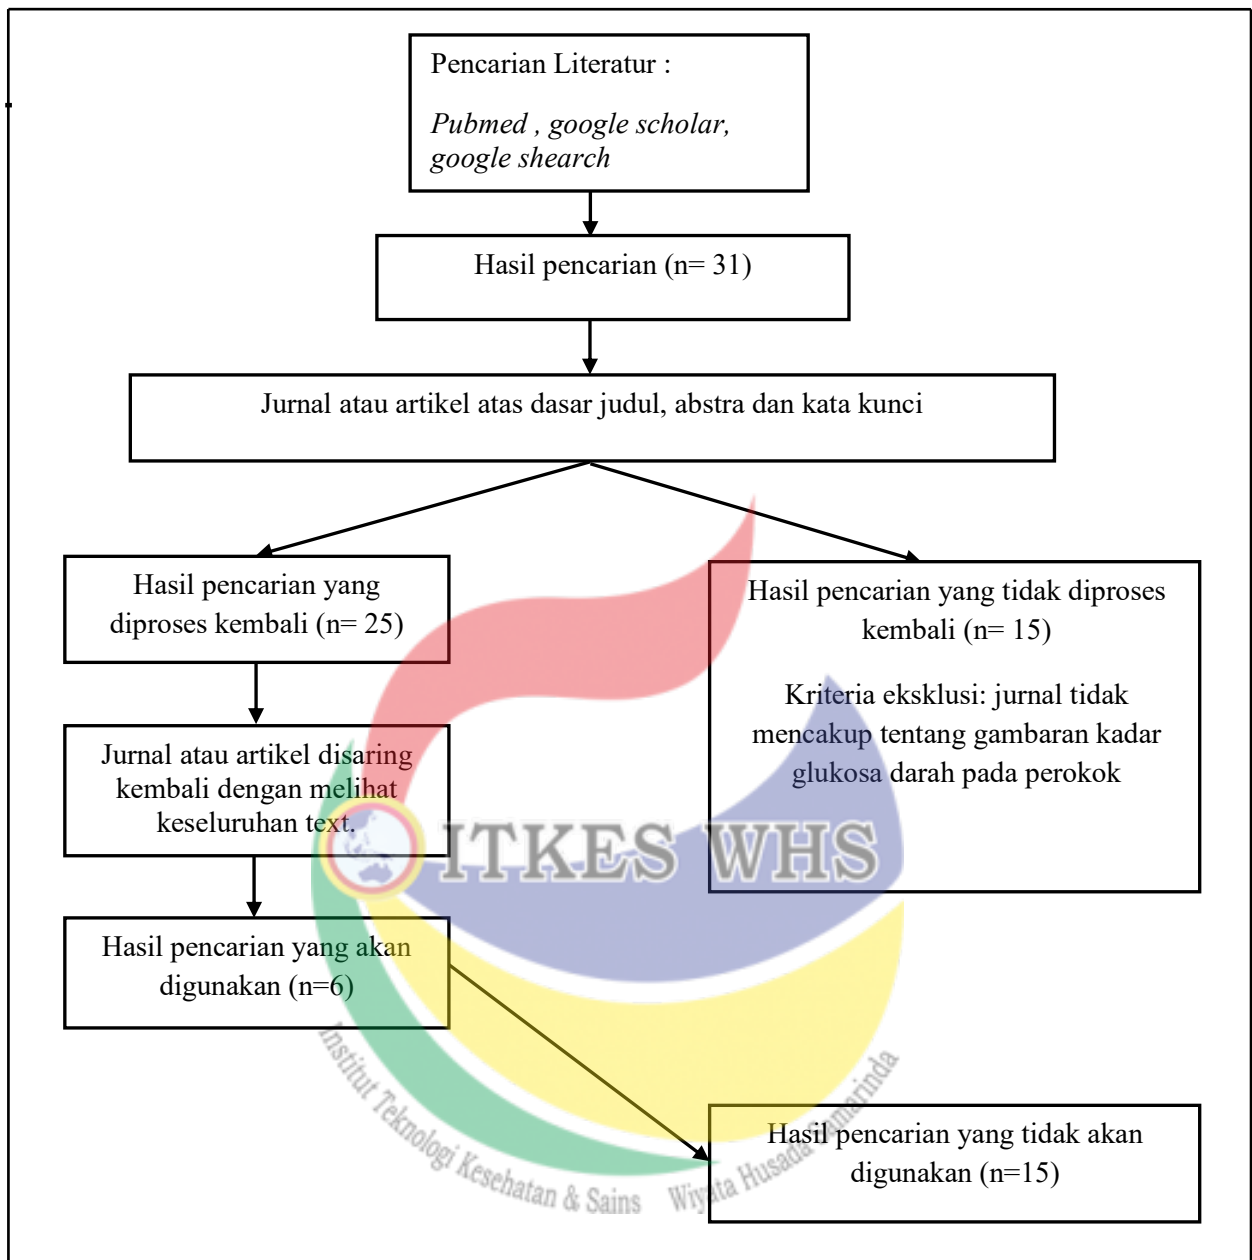 Pencarian Literatur :
Pubmed , google scholar,
google shearch
Hasil pencarian (n= 31)
Jurnal atau artikel atas dasar judul, abstra dan kata kunci
Hasil pencarian yang
diproses kembali (n= 25)
Hasil pencarian yang tidak diproses
kembali (n= 15)
Kriteria eksklusi: jurnal tidak
mencakup tentang gambaran kadar
glukosa darah pada perokok
Jurnal atau artikel disaring
kembali dengan melihat
keseluruhan text.
ITKES WHS
Hasil pencarian yang akan
digunakan (n=6)
Hasil pencarian yang tidak akan
digunakan (n=15)
Institut Teknologi Kesehatan & Sains Wiyata Husada Samarinda